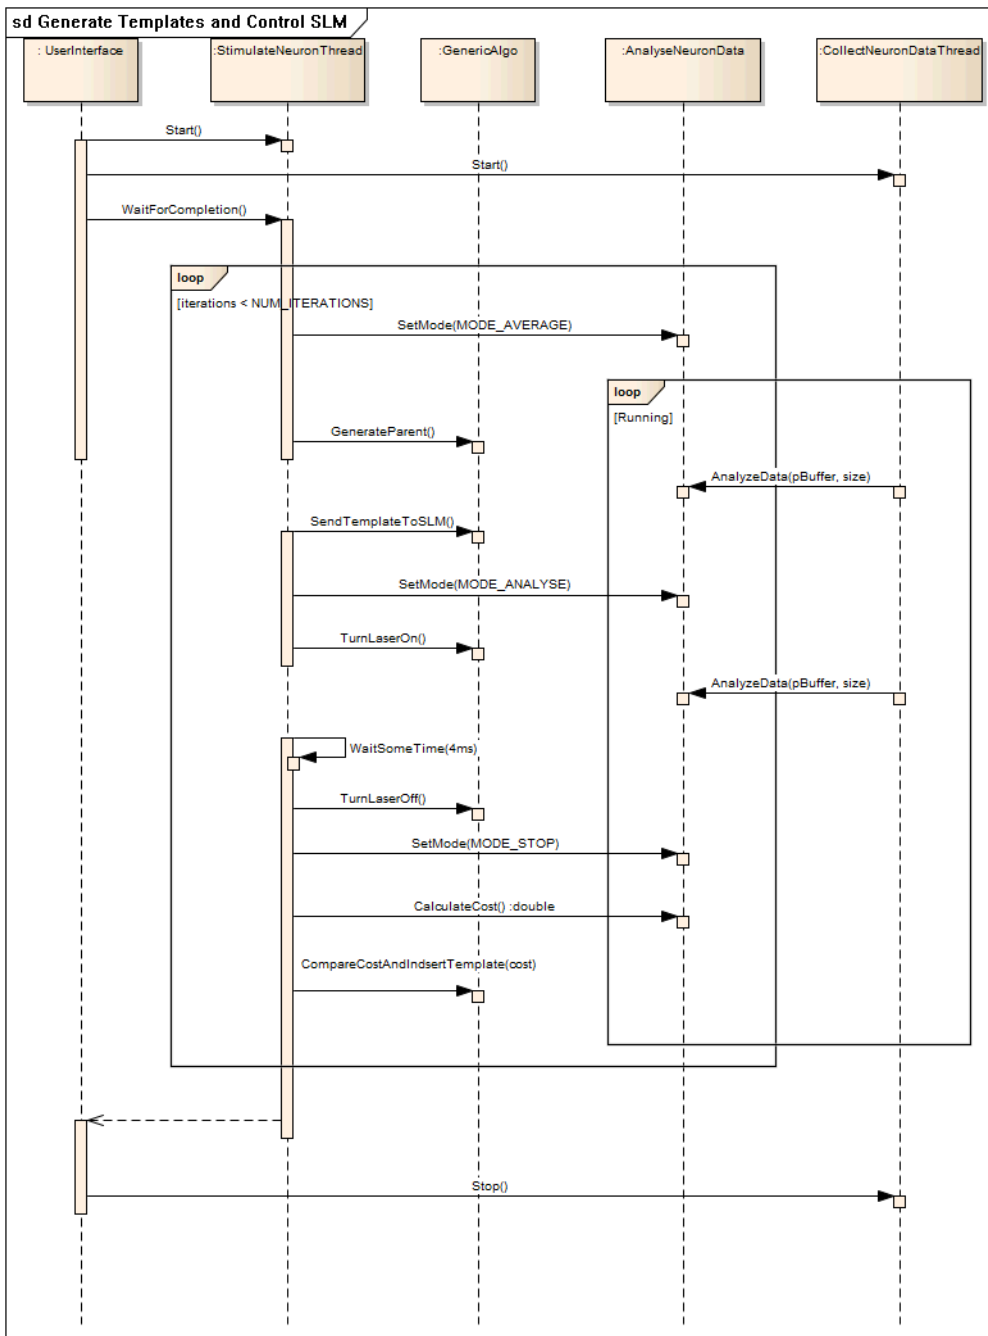 sd Generate Templates and Control SLM
: UserInterface
:StimulateNeuronThread
:GenericAlgo
:AnalyseNeuronData
:CollectNeuronDataThread
Start()
Start()
WaitForCompletion()
loop
[iterations < NUM_ITERATIONS]
SetMode(MODE_AVERAGE)
loop
[Running]
GenerateParent()
AnalyzeData(pBuffer, size)
SendTemplateToSLM()
SetMode(MODE_ANALYSE)
TurnLaserOn()
AnalyzeData(pBuffer, size)
WaitSomeTime(4ms)
TurnLaserOff()
SetMode(MODE_STOP)
CalculateCost() :double
CompareCostAndIndsertTemplate(cost)
Stop()